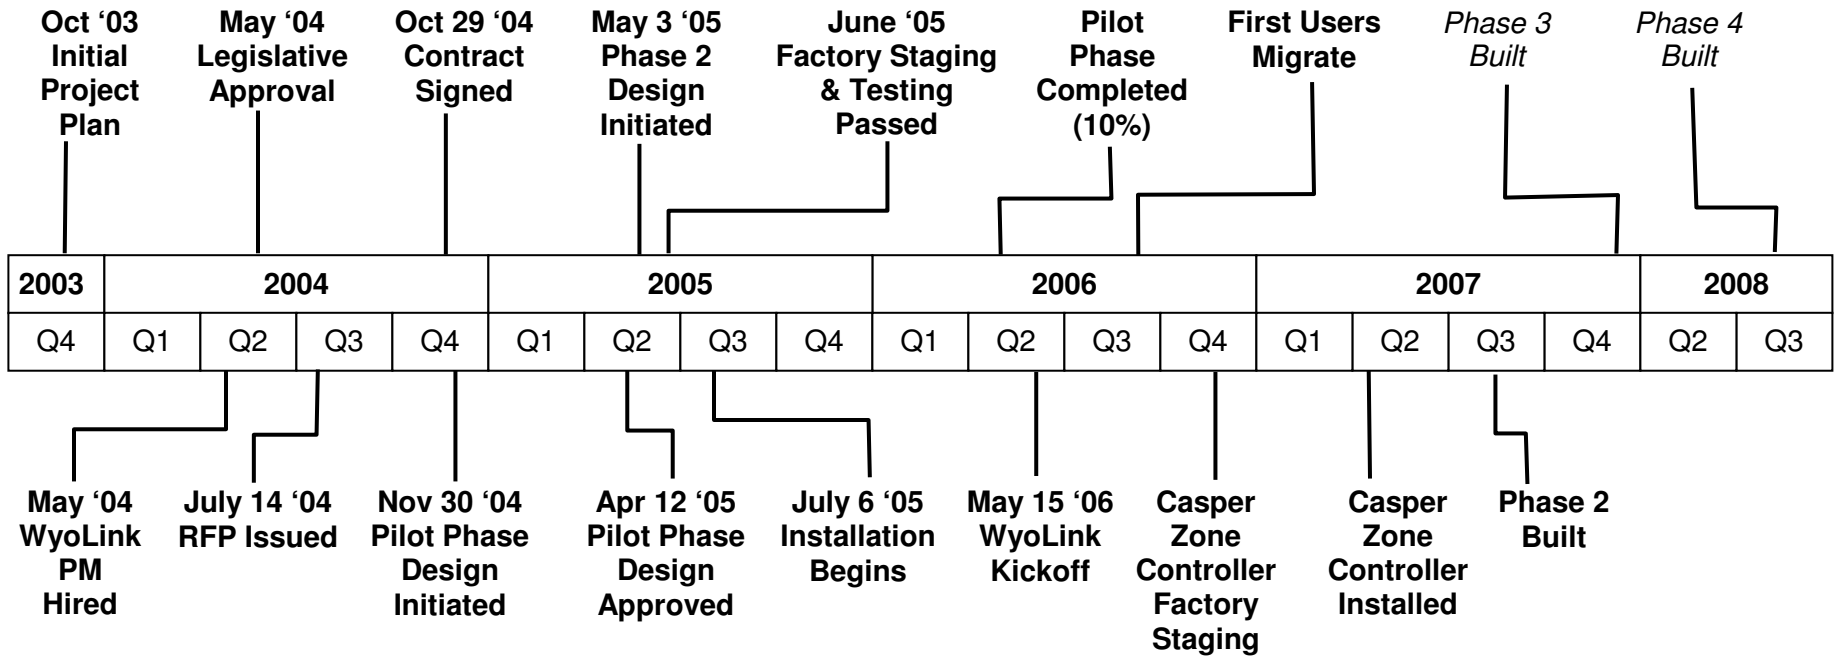 Oct ‘03
Initial
Project
Plan
May ‘04
Legislative
Approval
Oct 29 ‘04
Contract
Signed
May 3 ‘05
Phase 2
Design
Initiated
June ‘05
Factory Staging
& Testing
Passed
Pilot
Phase
Completed
(10%)
First Users
Migrate
Phase 3
Built
Phase 4
Built
2003 2004 2005 2006 2007 2008
Q4 Q1 Q2 Q3 Q4 Q1 Q2 Q3 Q4 Q1 Q2 Q3 Q4 Q1 Q2 Q3 Q4 Q2 Q3
May ‘04
WyoLink
PM
Hired
July 14 ‘04
RFP Issued
Nov 30 ‘04
Pilot Phase
Design
Initiated
Apr 12 ‘05
Pilot Phase
Design
Approved
July 6 ‘05
Installation
Begins
May 15 ‘06
WyoLink
Kickoff
Casper
Zone
Controller
Factory
Staging
Casper
Zone
Controller
Installed
Phase 2
Built